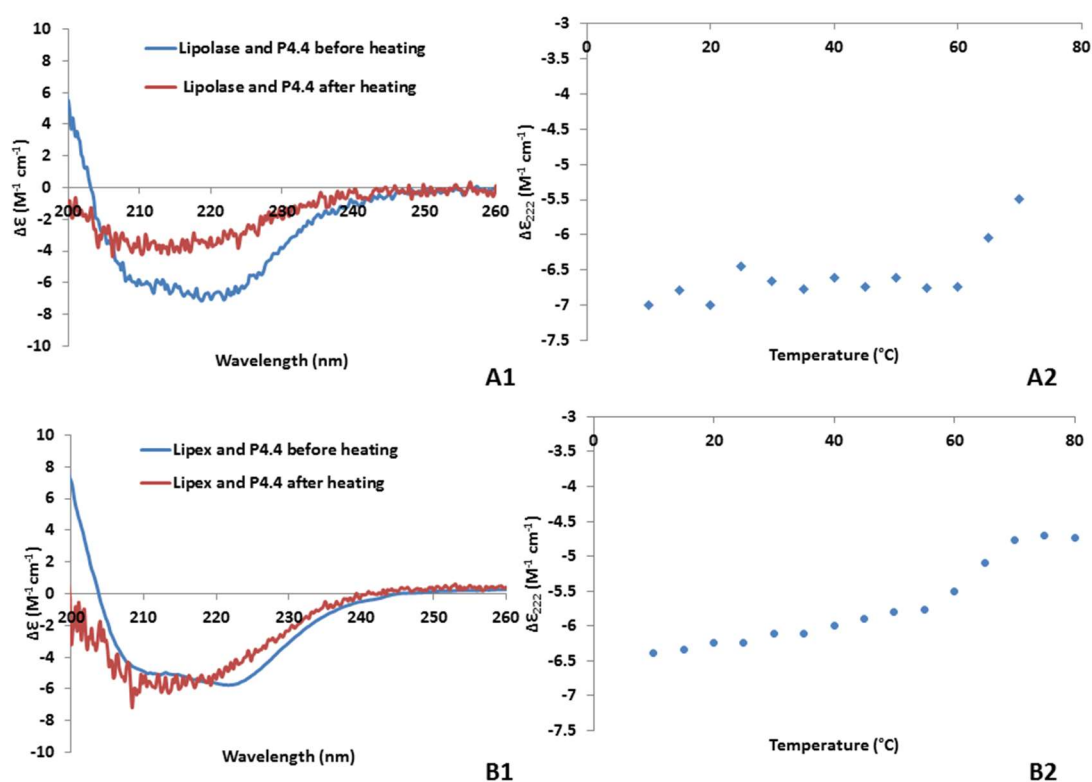 10
8
6
4
2
0
-2
-4
-6
-8
-10
Δε (M⁻¹ cm⁻¹)
Lipolase and P4.4 before heating
Lipolase and P4.4 after heating
200 210 220 230 240 250 260
Wavelength (nm)
A1
-3
-3.5
-4
-4.5
-5
-5.5
-6
-6.5
-7
-7.5
Δε₂₂₂ (M⁻¹ cm⁻¹)
0 20 40 60 80
Temperature (°C)
A2
10
8
6
4
2
0
-2
-4
-6
-8
-10
Δε (M⁻¹ cm⁻¹)
Lipex and P4.4 before heating
Lipex and P4.4 after heating
200 210 220 230 240 250 260
Wavelength (nm)
B1
-3
-3.5
-4
-4.5
-5
-5.5
-6
-6.5
-7
-7.5
Δε₂₂₂ (M⁻¹ cm⁻¹)
0 20 40 60 80
Temperature (°C)
B2